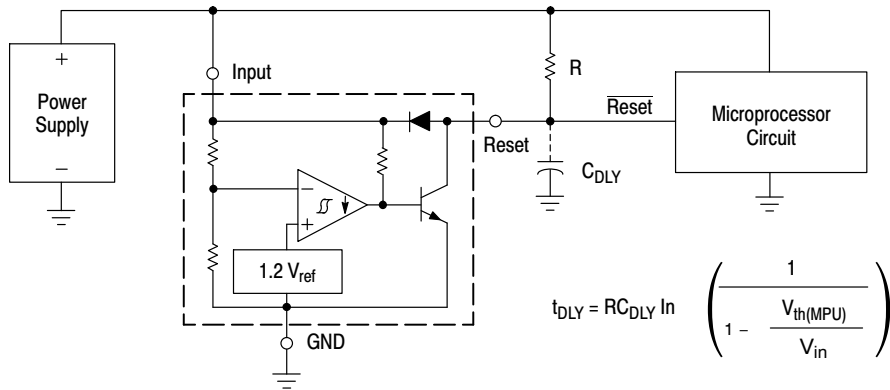 +
Power
Supply
−
Input
R
Reset
Reset
Microprocessor
Circuit
C_DLY
−
+
1.2 V_ref
GND
t_DLY = RC_DLY In ( 1 / ( 1 − V_th(MPU) / V_in ) )